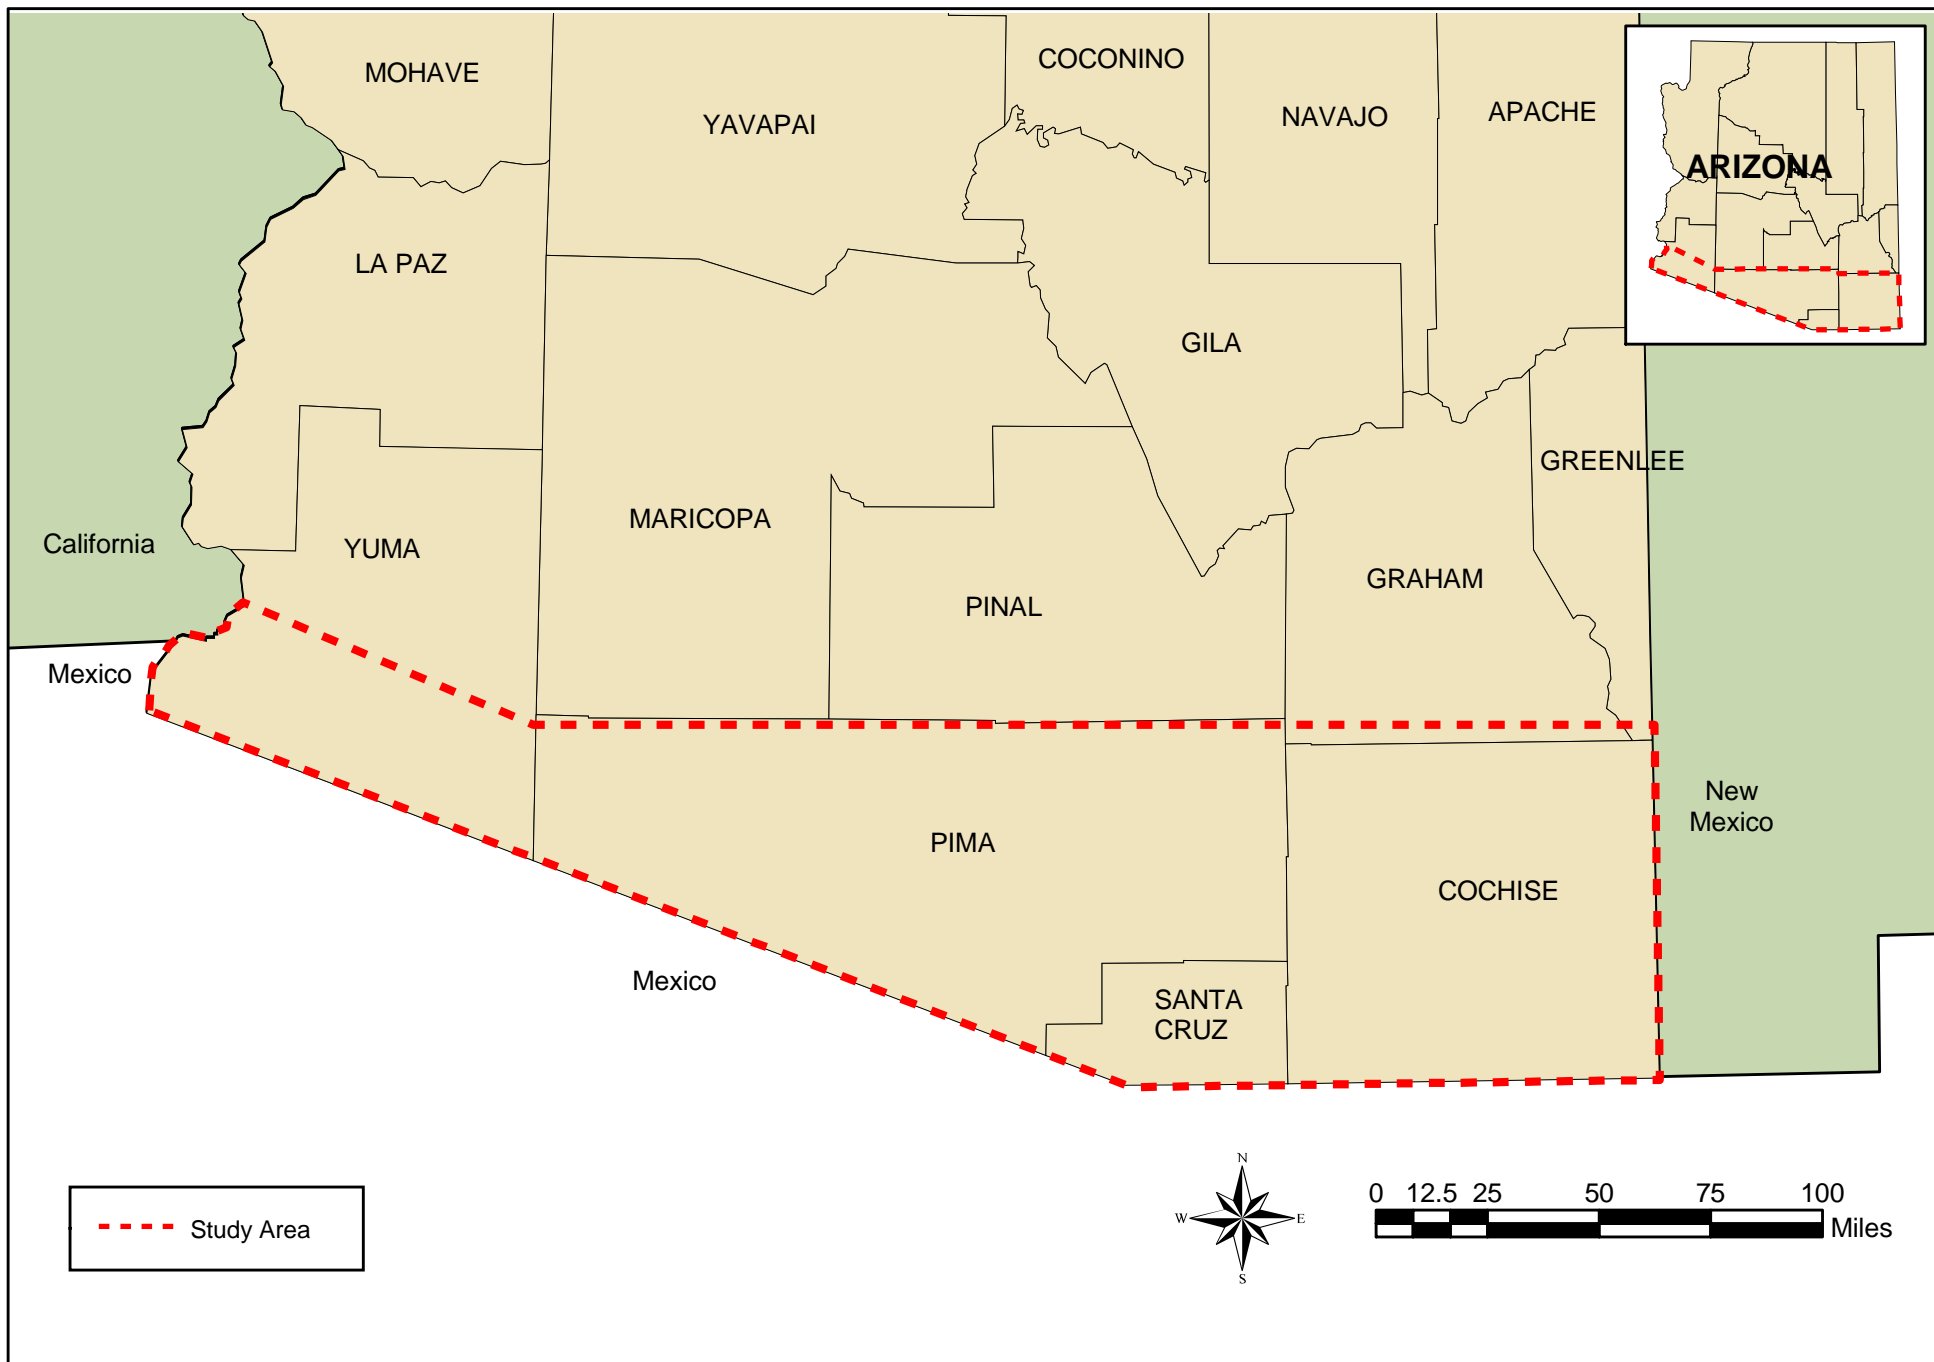 MOHAVE
COCONINO
YAVAPAI
NAVAJO
APACHE
ARIZONA
LA PAZ
GILA
GREENLEE
MARICOPA
California
YUMA
GRAHAM
PINAL
Mexico
New
Mexico
PIMA
COCHISE
Mexico
SANTA
CRUZ
Study Area
N
W
E
S
0 12.5 25 50 75 100
Miles